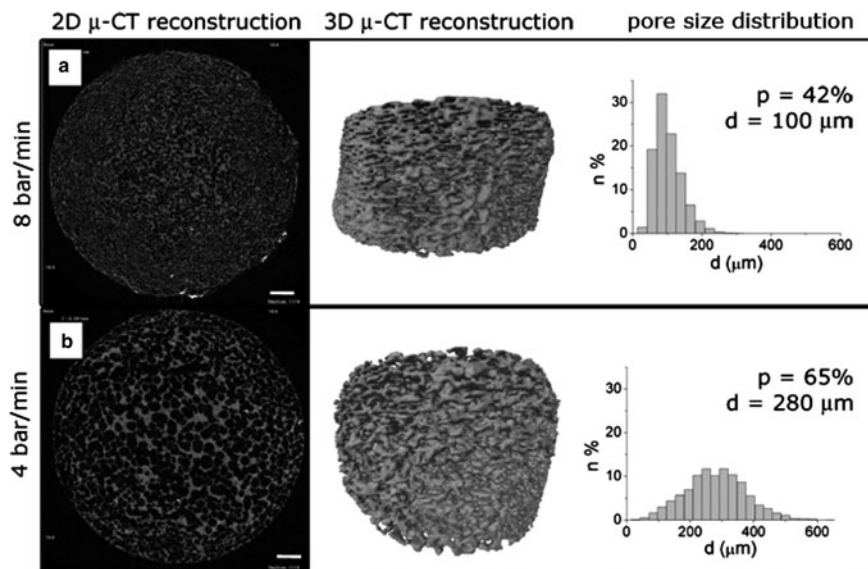 2D μ-CT reconstruction 3D μ-CT reconstruction pore size distribution
8 bar/min
a
p = 42%
d = 100 μm
30
20
10
0
n %
0 200 400 600
d (μm)
4 bar/min
b
p = 65%
d = 280 μm
30
20
10
0
n %
0 200 400 600
d (μm)